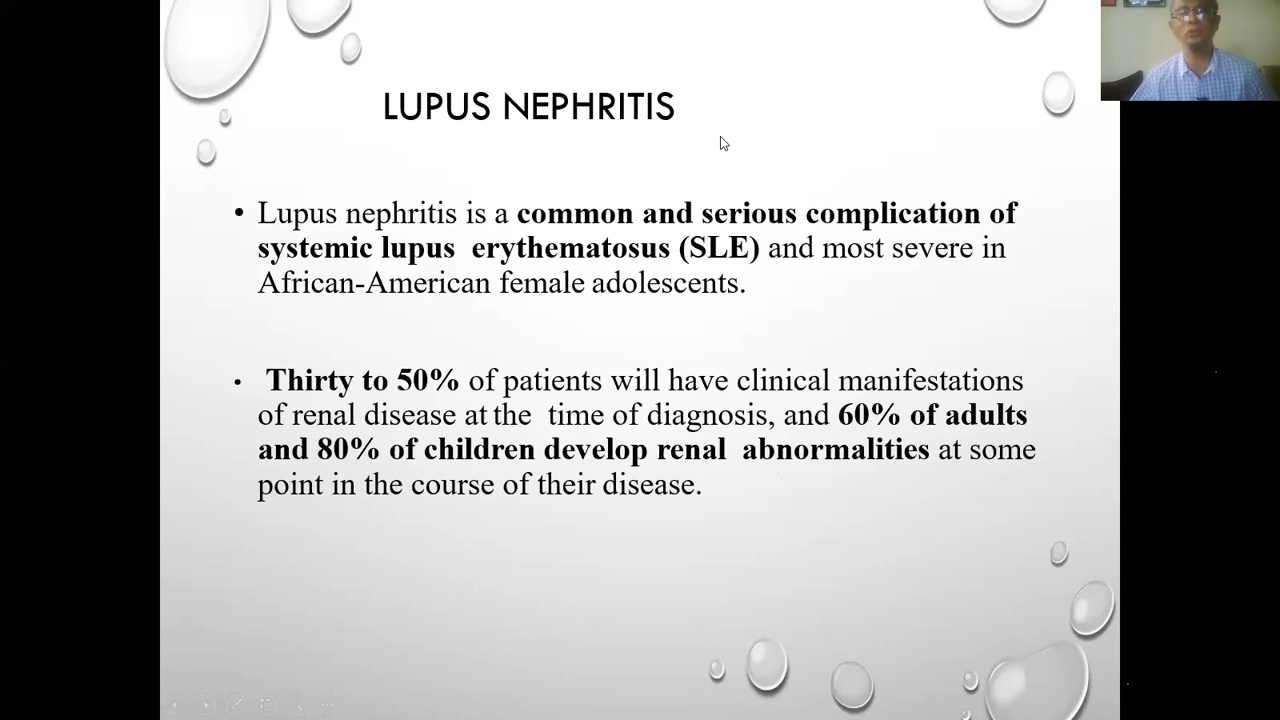 LUPUS NEPHRITIS
• Lupus nephritis is a common and serious complication of
systemic lupus erythematosus (SLE) and most severe in
African-American female adolescents.
• Thirty to 50% of patients will have clinical manifestations
of renal disease at the time of diagnosis, and 60% of adults
and 80% of children develop renal abnormalities at some
point in the course of their disease.